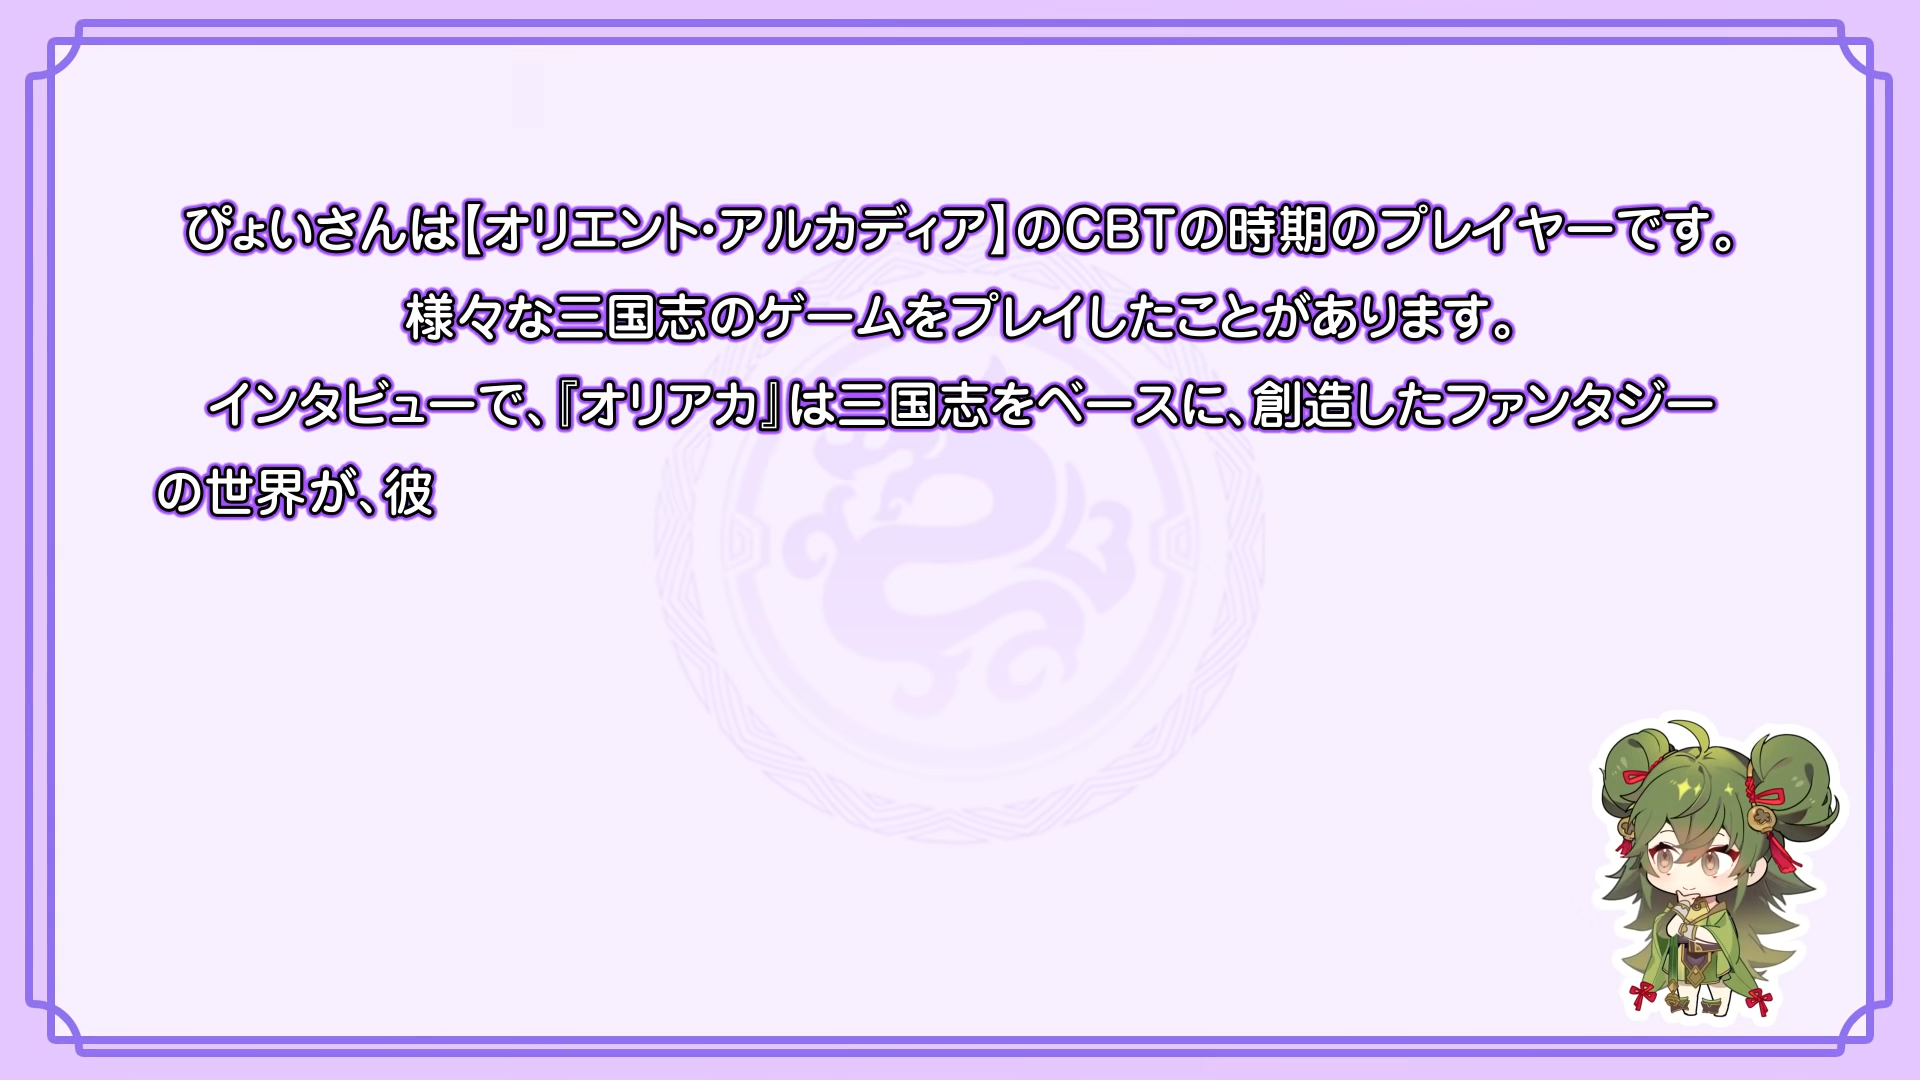 ぴょいさんは【オリエント・アルカディア】のCBTの時期のプレイヤーです。
様々な三国志のゲームをプレイしたことがあります。
インタビューで、『オリアカ』は三国志をベースに、創造したファンタジー
の世界が、彼